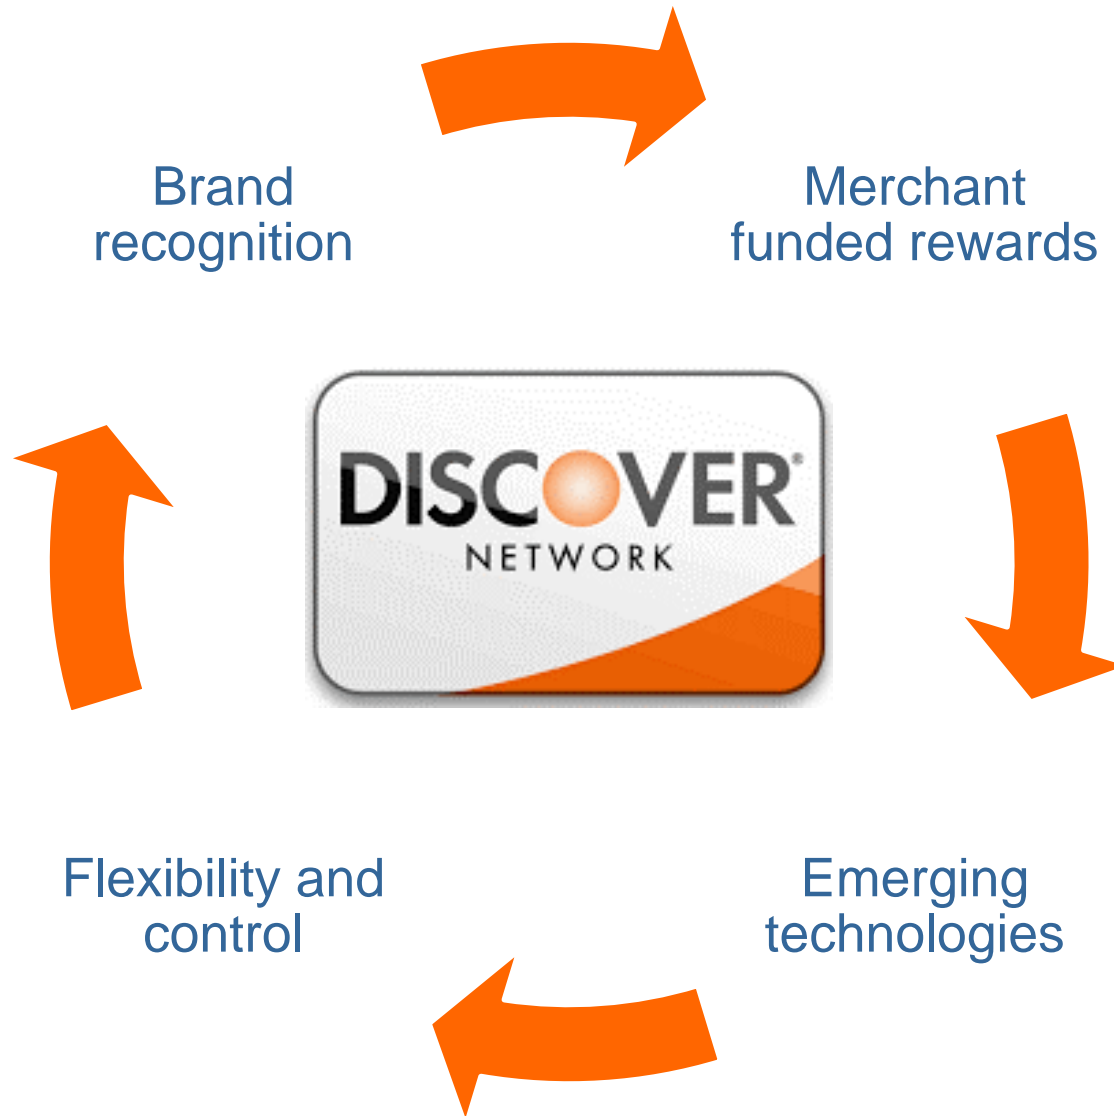 Brand
recognition
Merchant
funded rewards
DISCOVER®
NETWORK
Flexibility and
control
Emerging
technologies